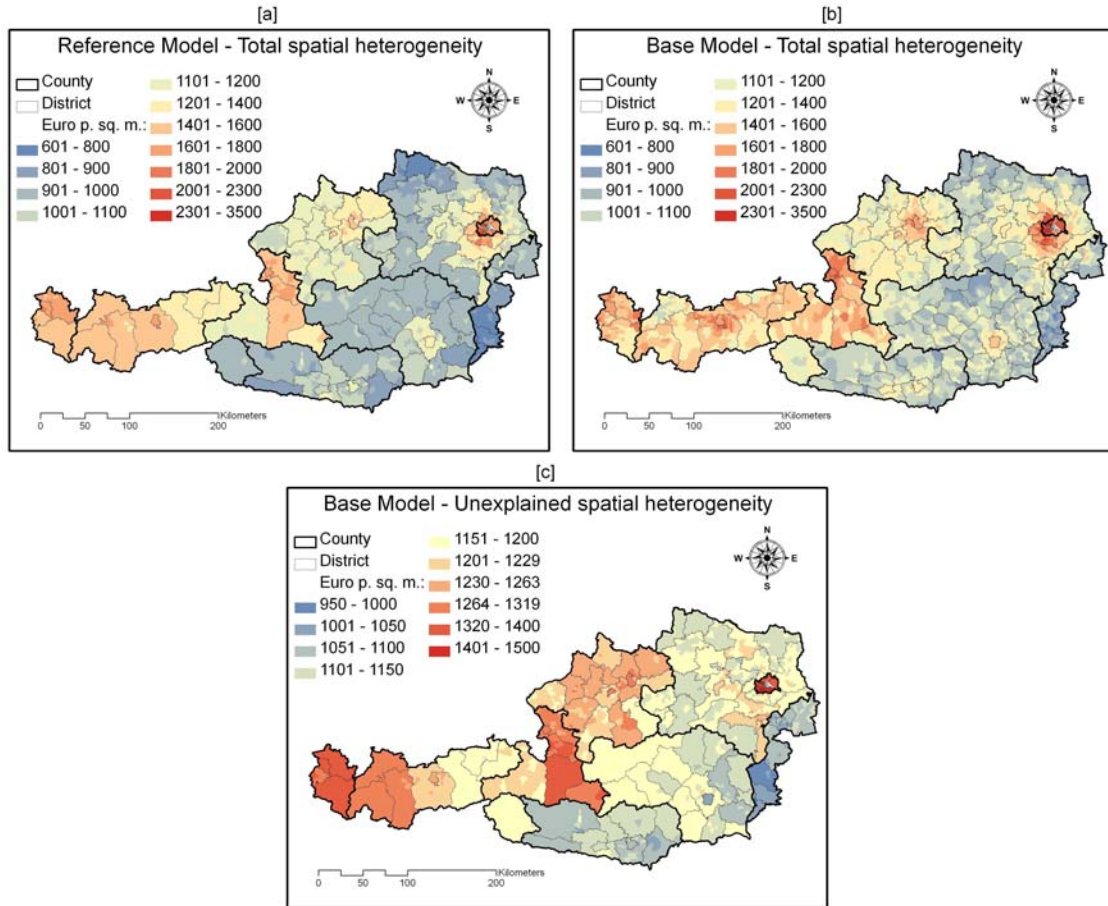 [a]
Reference Model - Total spatial heterogeneity
County
District
Euro p. sq. m.:
601 - 800
801 - 900
901 - 1000
1001 - 1100
1101 - 1200
1201 - 1400
1401 - 1600
1601 - 1800
1801 - 2000
2001 - 2300
2301 - 3500
N
W E
S
Kilometers
0 50 100 200
[b]
Base Model - Total spatial heterogeneity
County
District
Euro p. sq. m.:
601 - 800
801 - 900
901 - 1000
1001 - 1100
1101 - 1200
1201 - 1400
1401 - 1600
1601 - 1800
1801 - 2000
2001 - 2300
2301 - 3500
N
W E
S
Kilometers
0 50 100 200
[c]
Base Model - Unexplained spatial heterogeneity
County
District
Euro p. sq. m.:
950 - 1000
1001 - 1050
1051 - 1100
1101 - 1150
1151 - 1200
1201 - 1229
1230 - 1263
1264 - 1319
1320 - 1400
1401 - 1500
N
W E
S
Kilometers
0 50 100 200